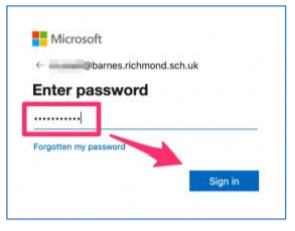 Microsoft
← @barnes.richmond.sch.uk
Enter password
•••••••••••
Forgotten my password
Sign in